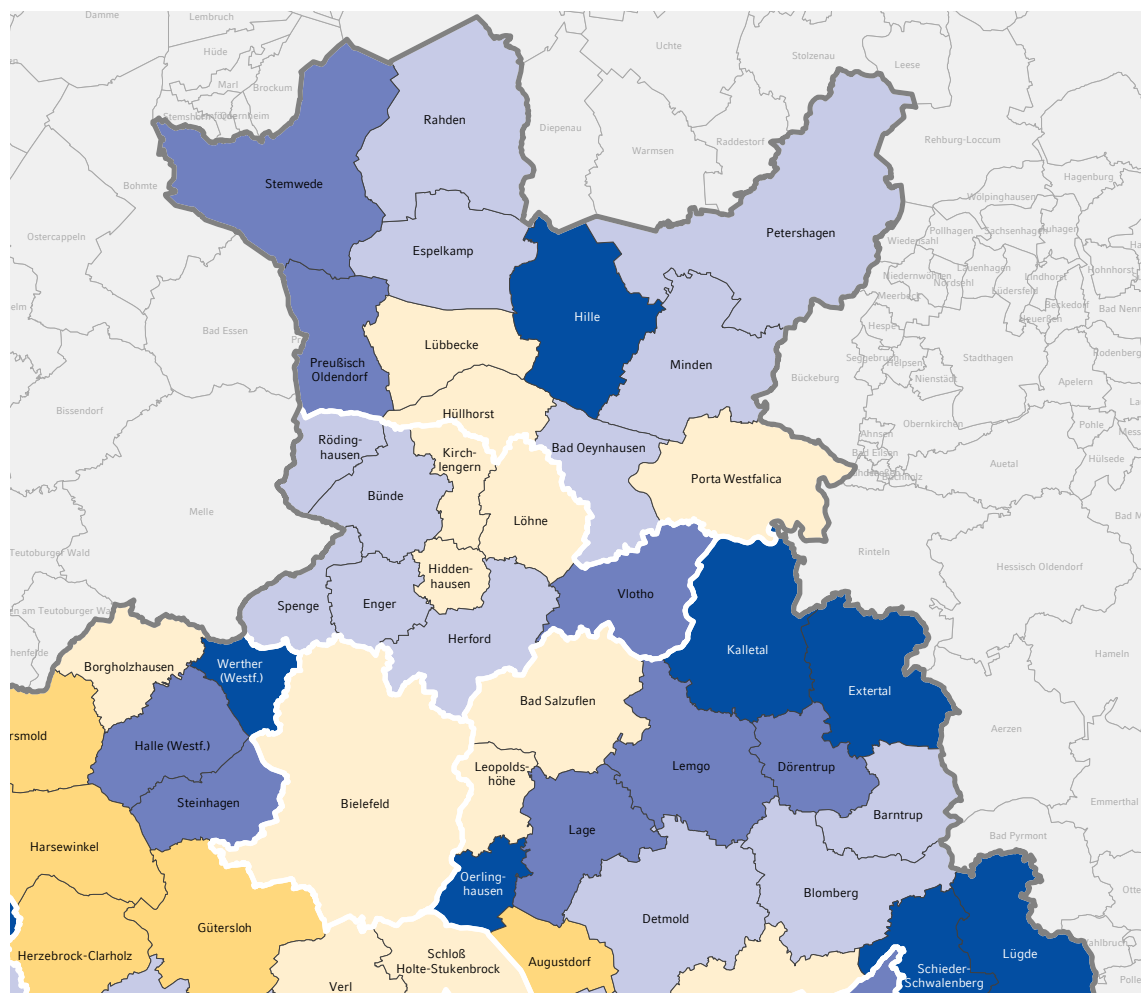 Damme
Lembruch
Hüde
Marl
Brockum
Uchte
Stolzenau
Leese
Rahden
Diepenau
Warmsen
Raddestorf
Rehburg-Loccum
Hagenburg
Bohmte
Stemwede
Wölpinghausen
Pollhagen
Sachsenhagen
Wiedensahl
Petershagen
Ostercappeln
Espelkamp
Niedernwöhren
Lauenhagen
Nordsehl
Lindhorst
Lüdersfeld
Meerbeck
Beckedorf
Heuerßen
Hille
Bad Essen
Lübbecke
Hespe
Helpsen
Seggebruch
Stadthagen
Nienstädt
Rodenberg
Apelern
Preußisch
Oldendorf
Minden
Bückeburg
Bissendorf
Hüllhorst
Obernkirchen
Pohle
Ahnsen
Röding-
hausen
Kirch-
lengern
Bad Oeynhausen
Bad Eilsen
Buchholz
Auetal
Hülsede
Porta Westfalica
Bünde
Melle
Löhne
Rinteln
Hessisch Oldendorf
Teutoburger Wald
Hidden-
hausen
Vlotho
Spenge
Enger
Herford
Kalletal
Hameln
Borgholzhausen
Werther
(Westf.)
Extertal
Bad Salzuflen
Aerzen
rsmold
Halle (Westf.)
Leopolds-
höhe
Lemgo
Dörentrup
Steinhagen
Bielefeld
Emmerthal
Barntrup
Lage
Bad Pyrmont
Harsewinkel
Oerling-
hausen
Blomberg
Detmold
Gütersloh
Herzebrock-Clarholz
Schloß
Holte-Stukenbrock
Augustdorf
Lügde
Schieder-
Schwalenberg
Verl